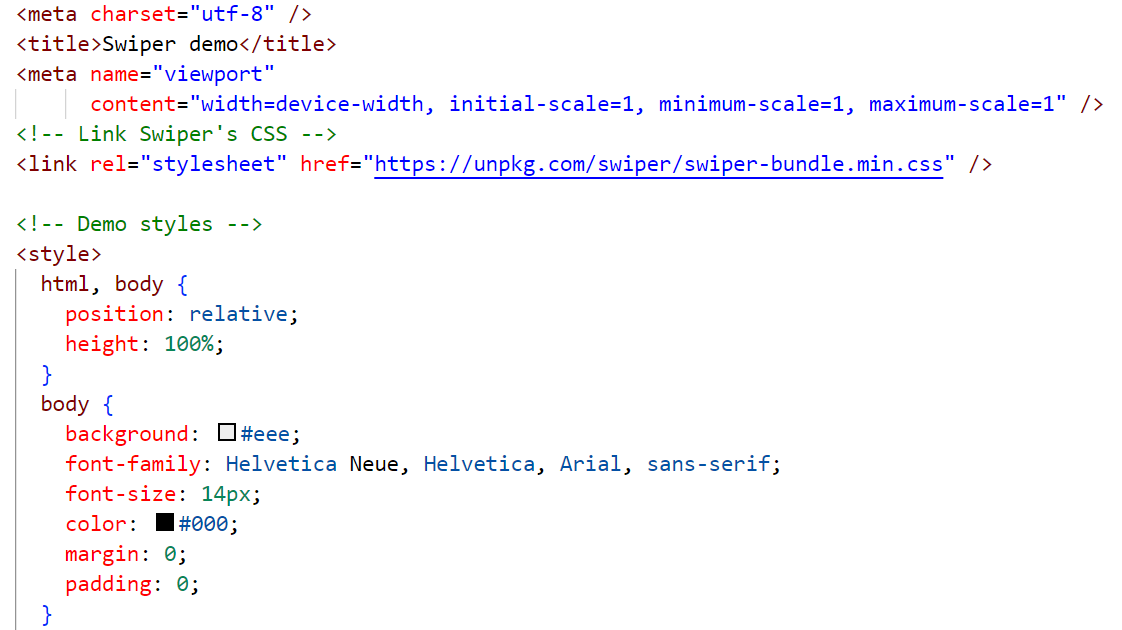 <meta charset="utf-8" />
<title>Swiper demo</title>
<meta name="viewport"
      content="width=device-width, initial-scale=1, minimum-scale=1, maximum-scale=1" />
<!-- Link Swiper's CSS -->
<link rel="stylesheet" href="https://unpkg.com/swiper/swiper-bundle.min.css" />

<!-- Demo styles -->
<style>
  html, body {
    position: relative;
    height: 100%;
  }
  body {
    background: #eee;
    font-family: Helvetica Neue, Helvetica, Arial, sans-serif;
    font-size: 14px;
    color: #000;
    margin: 0;
    padding: 0;
  }